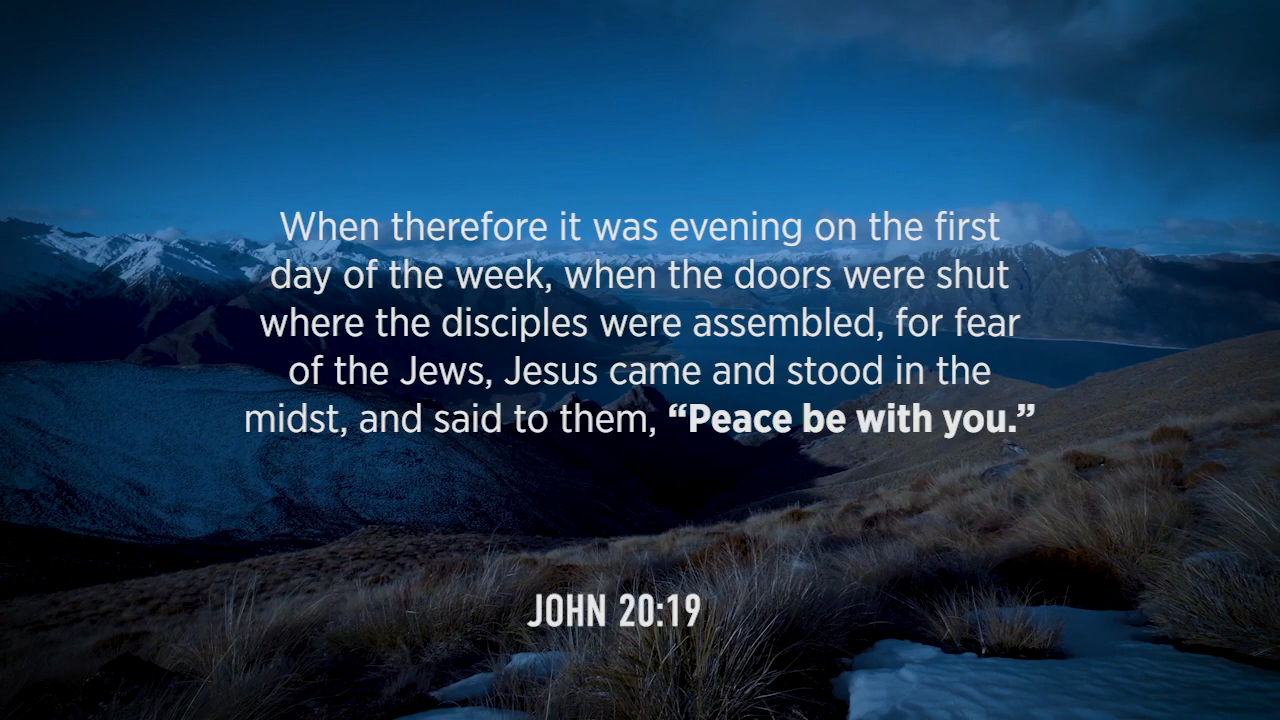 When therefore it was evening on the first
day of the week, when the doors were shut
where the disciples were assembled, for fear
of the Jews, Jesus came and stood in the
midst, and said to them, “Peace be with you.”
JOHN 20:19